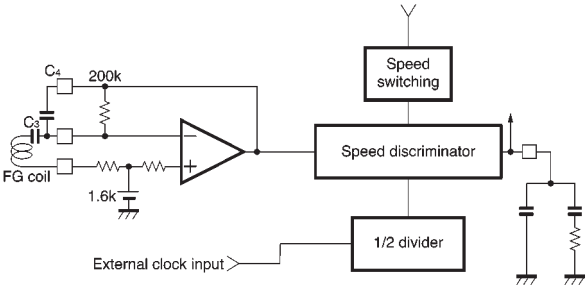 Speed
switching
C4
200k
C3
−
+
FG coil
1.6k
Speed discriminator
1/2 divider
External clock input